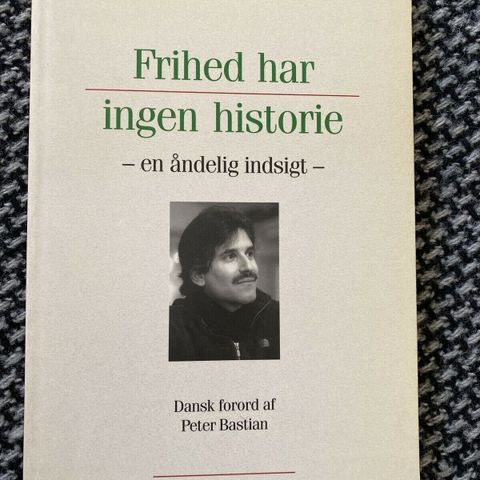 Frihed har
ingen historie
– en åndelig indsigt –
Dansk forord af
Peter Bastian